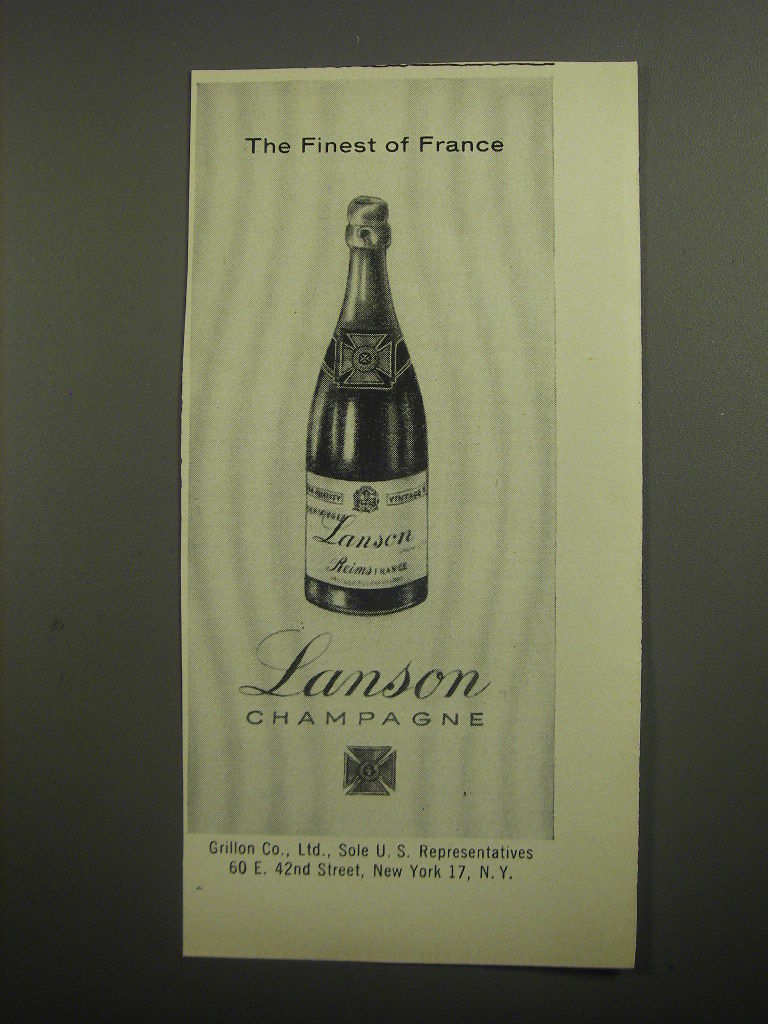 The Finest of France
VINTAGE
Lanson
Reims FRANCE
Lanson
CHAMPAGNE
Grillon Co., Ltd., Sole U. S. Representatives
60 E. 42nd Street, New York 17, N. Y.